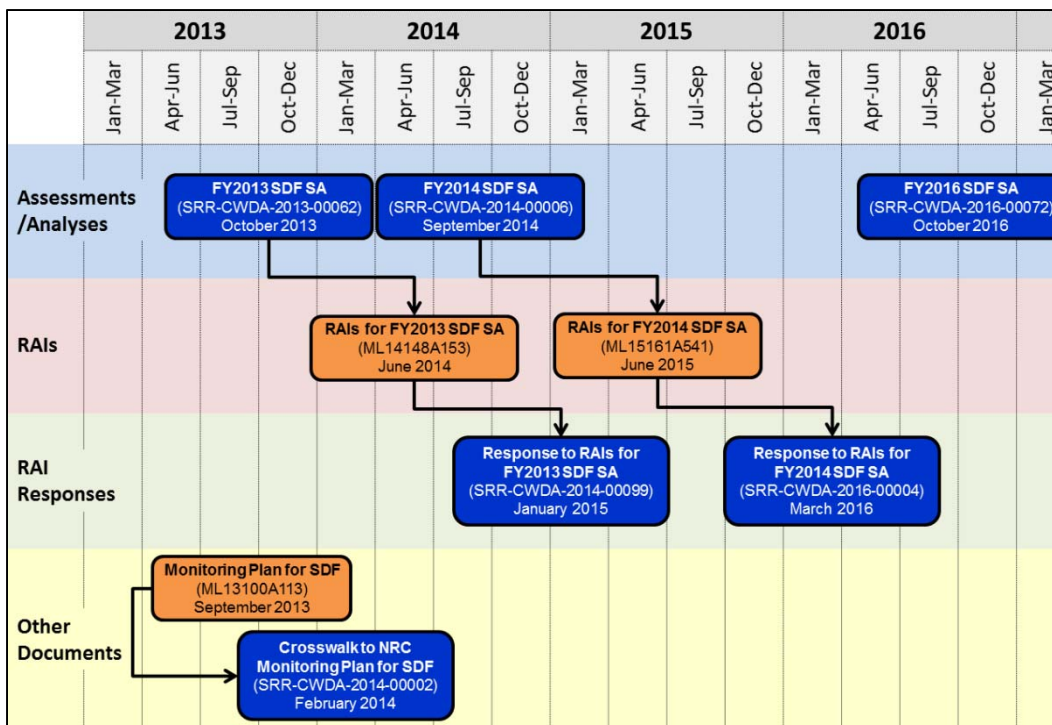 2013
2014
2015
2016
Jan-Mar
Apr-Jun
Jul-Sep
Oct-Dec
Jan-Mar
Apr-Jun
Jul-Sep
Oct-Dec
Jan-Mar
Apr-Jun
Jul-Sep
Oct-Dec
Jan-Mar
Apr-Jun
Jul-Sep
Oct-Dec
Jan-Mar
Assessments
/Analyses
FY2013 SDF SA
(SRR-CWDA-2013-00062)
October 2013
FY2014 SDF SA
(SRR-CWDA-2014-00006)
September 2014
FY2016 SDF SA
(SRR-CWDA-2016-00072)
October 2016
RAIs
RAIs for FY2013 SDF SA
(ML14148A153)
June 2014
RAIs for FY2014 SDF SA
(ML15161A541)
June 2015
RAI
Responses
Response to RAIs for
FY2013 SDF SA
(SRR-CWDA-2014-00099)
January 2015
Response to RAIs for
FY2014 SDF SA
(SRR-CWDA-2016-00004)
March 2016
Other
Documents
Monitoring Plan for SDF
(ML13100A113)
September 2013
Crosswalk to NRC
Monitoring Plan for SDF
(SRR-CWDA-2014-00002)
February 2014